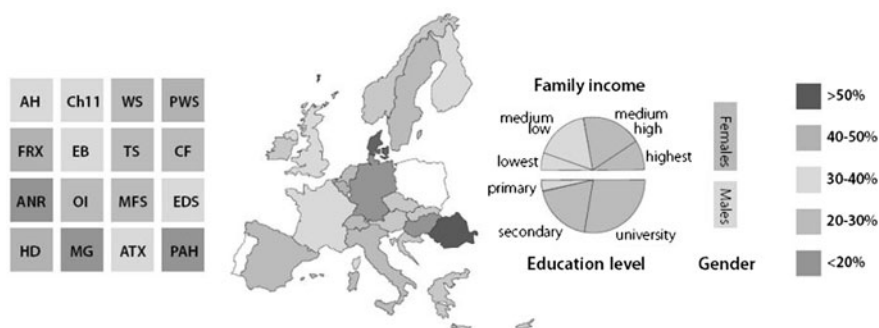 AH Ch11 WS PWS
FRX EB TS CF
ANR OI MFS EDS
HD MG ATX PAH
Family income
medium low
medium high
lowest
highest
primary
secondary
university
Education level
Females
Males
Gender
>50%
40-50%
30-40%
20-30%
<20%